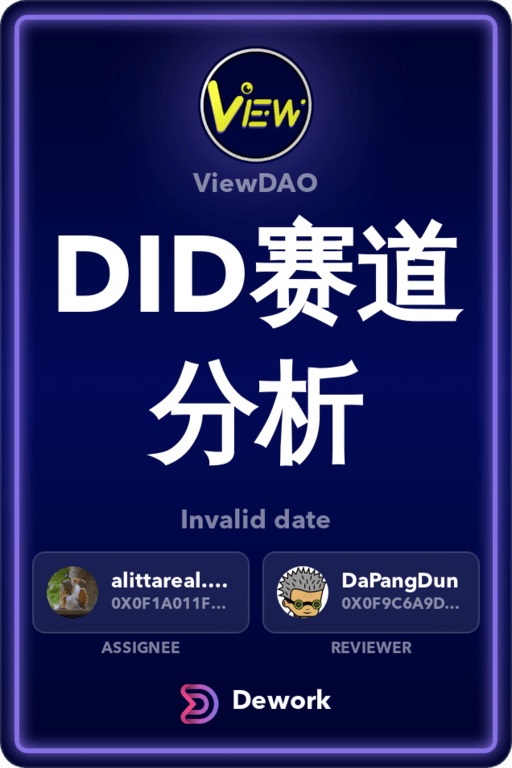 VIEW
ViewDAO
DID赛道
分析
Invalid date
alittareal....
0X0F1A011F...
DaPangDun
0X0F9C6A9D...
ASSIGNEE
REVIEWER
Dework